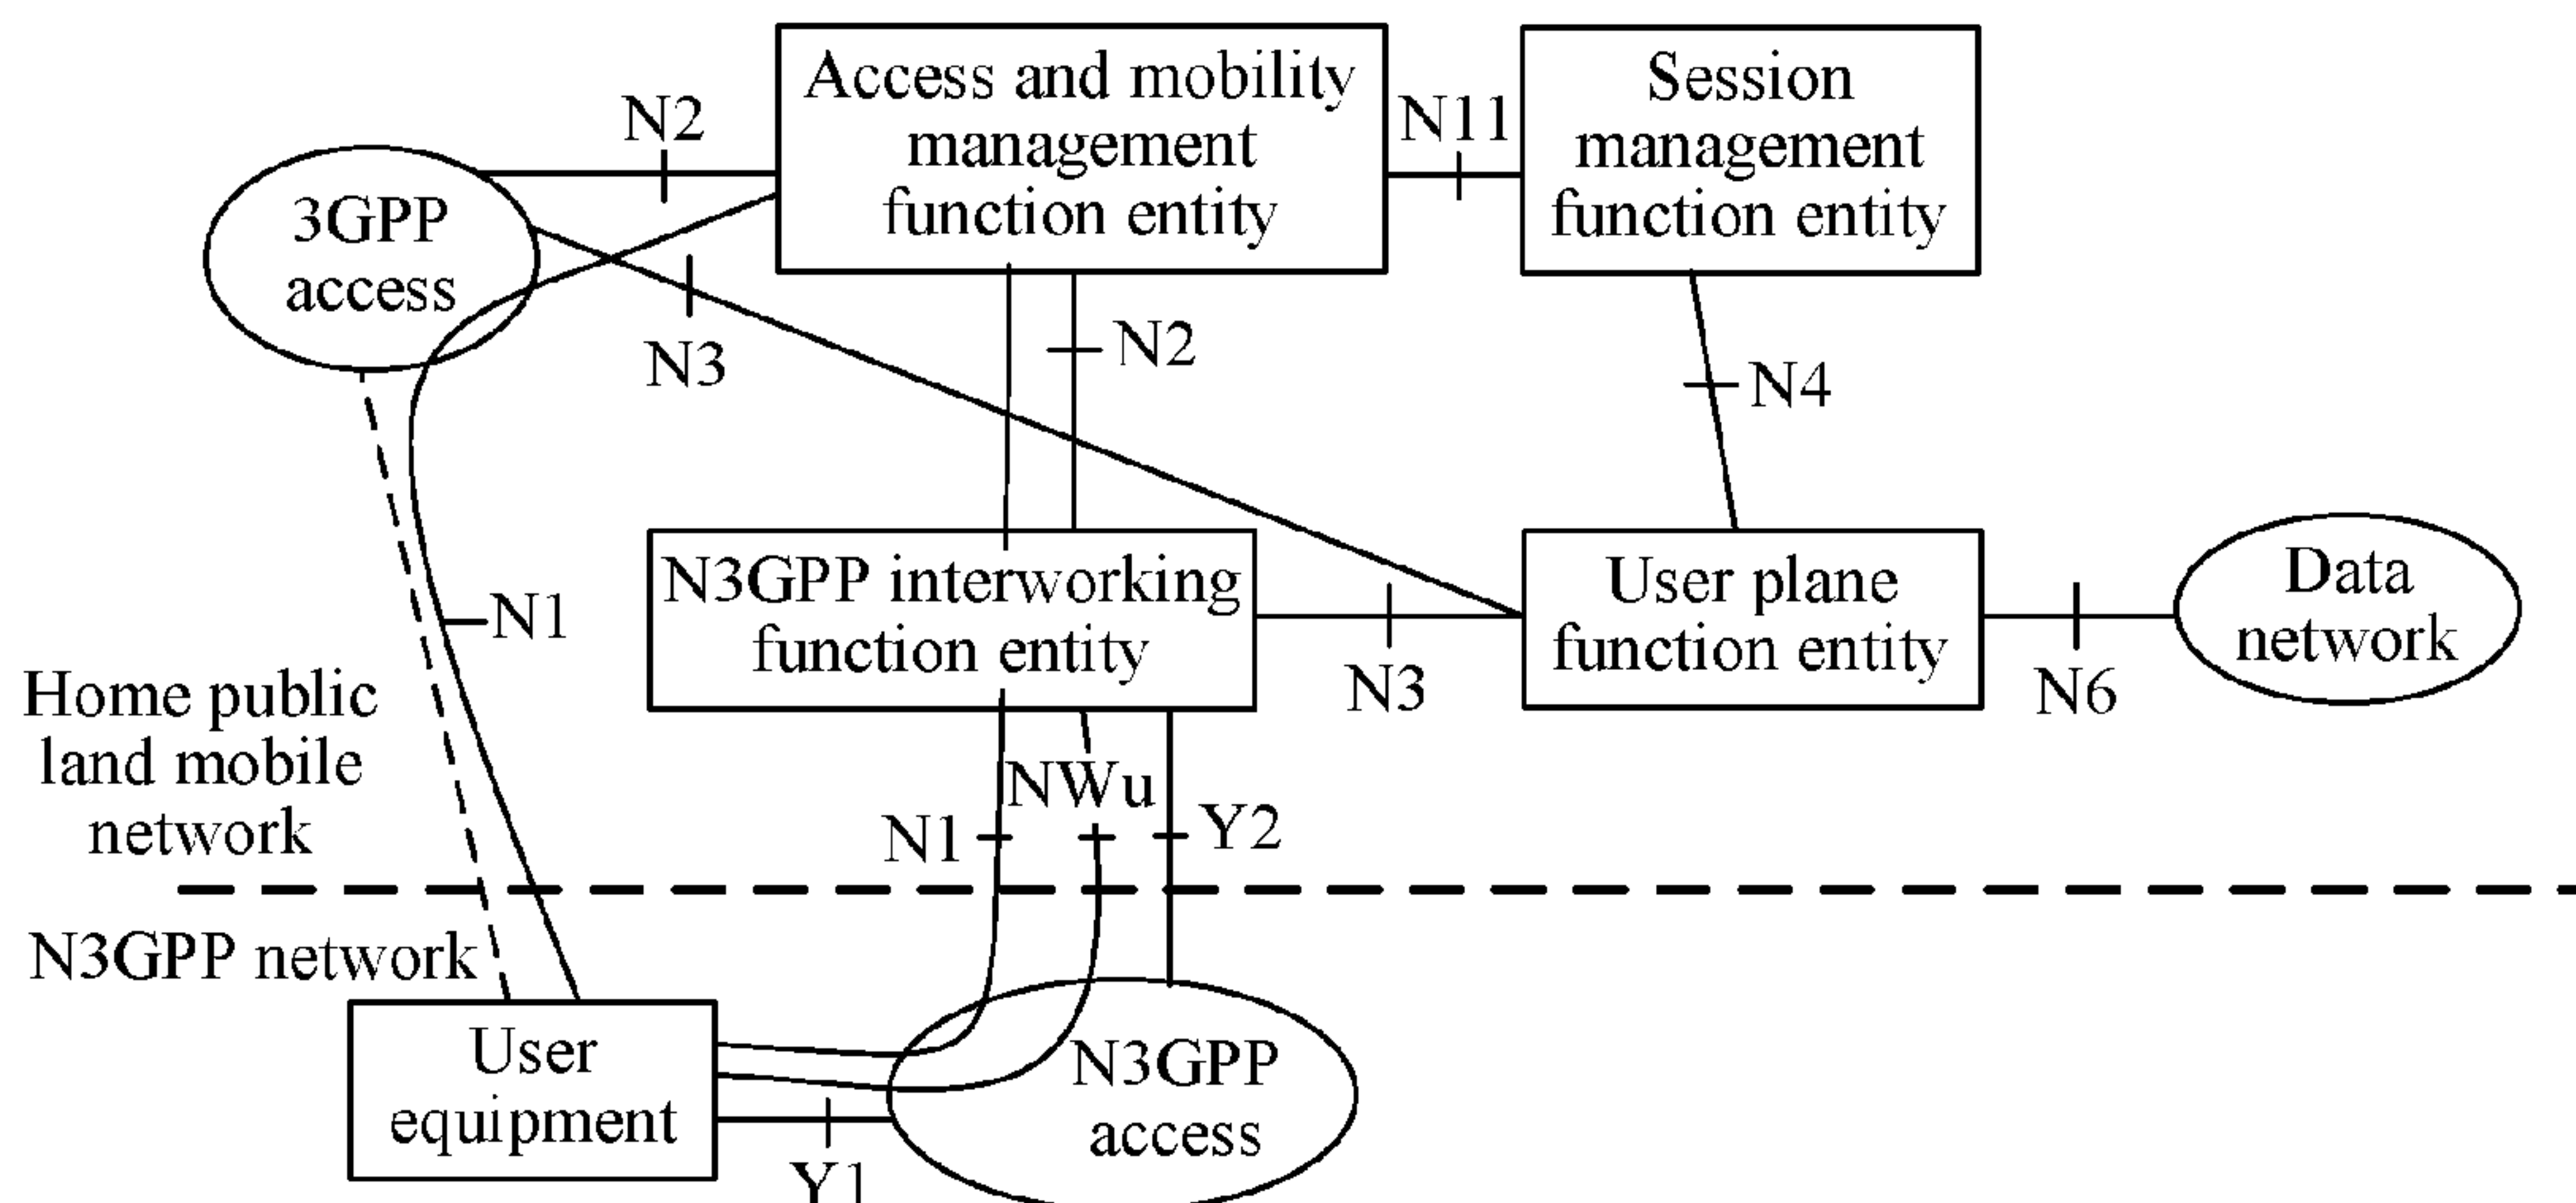 Access and mobility
management
function entity
Session
management
function entity
N2
N11
3GPP
access
N3
N2
N4
N3GPP interworking
function entity
User plane
function entity
Data
network
N1
N3
N6
Home public
land mobile
network
NWu
N1
Y2
N3GPP network
User
equipment
N3GPP
access
Y1